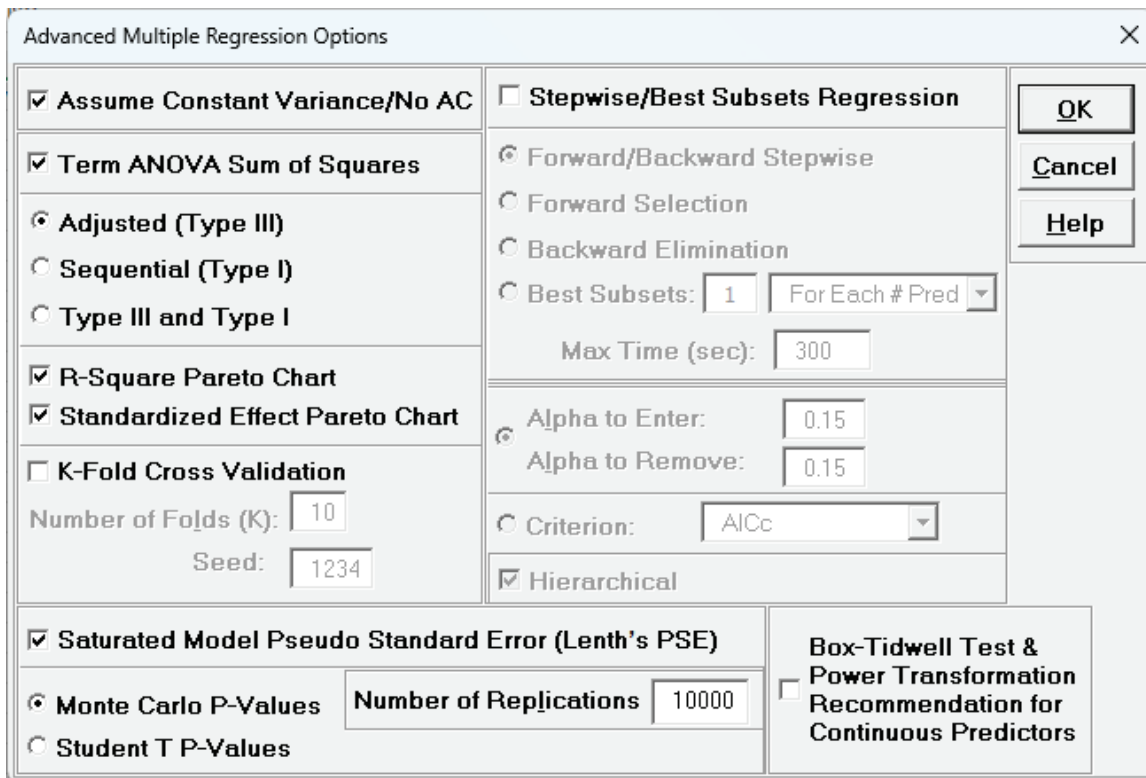 Advanced Multiple Regression Options
Assume Constant Variance/No AC
Term ANOVA Sum of Squares
Adjusted (Type III)
Sequential (Type I)
Type III and Type I
R-Square Pareto Chart
Standardized Effect Pareto Chart
K-Fold Cross Validation
Number of Folds (K): 10
Seed: 1234
Stepwise/Best Subsets Regression
Forward/Backward Stepwise
Forward Selection
Backward Elimination
Best Subsets: 1 For Each # Pred
Max Time (sec): 300
Alpha to Enter: 0.15
Alpha to Remove: 0.15
Criterion: AICc
Hierarchical
OK
Cancel
Help
Saturated Model Pseudo Standard Error (Lenth's PSE)
Monte Carlo P-Values
Number of Replications 10000
Student T P-Values
Box-Tidwell Test &
Power Transformation
Recommendation for
Continuous Predictors